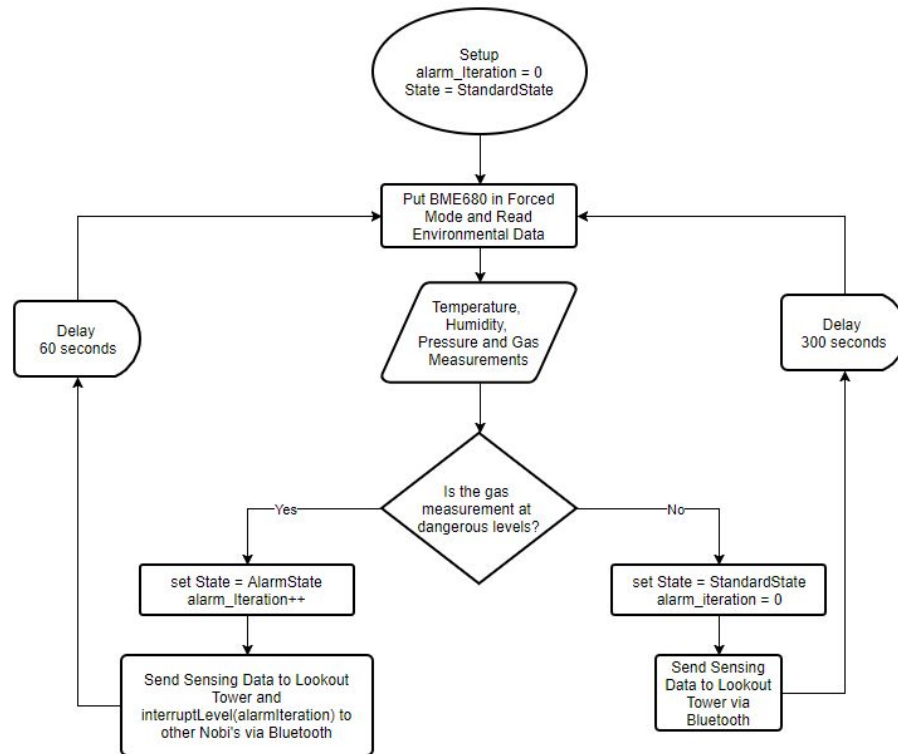 Setup
alarm_Iteration = 0
State = StandardState
Put BME680 in Forced
Mode and Read
Environmental Data
Temperature,
Humidity,
Pressure and Gas
Measurements
Delay
60 seconds
Delay
300 seconds
Is the gas
measurement at
dangerous levels?
Yes
No
set State = AlarmState
alarm_Iteration++
set State = StandardState
alarm_iteration = 0
Send Sensing Data to Lookout
Tower and
interruptLevel(alarmIteration) to
other Nobi's via Bluetooth
Send Sensing
Data to Lookout
Tower via
Bluetooth